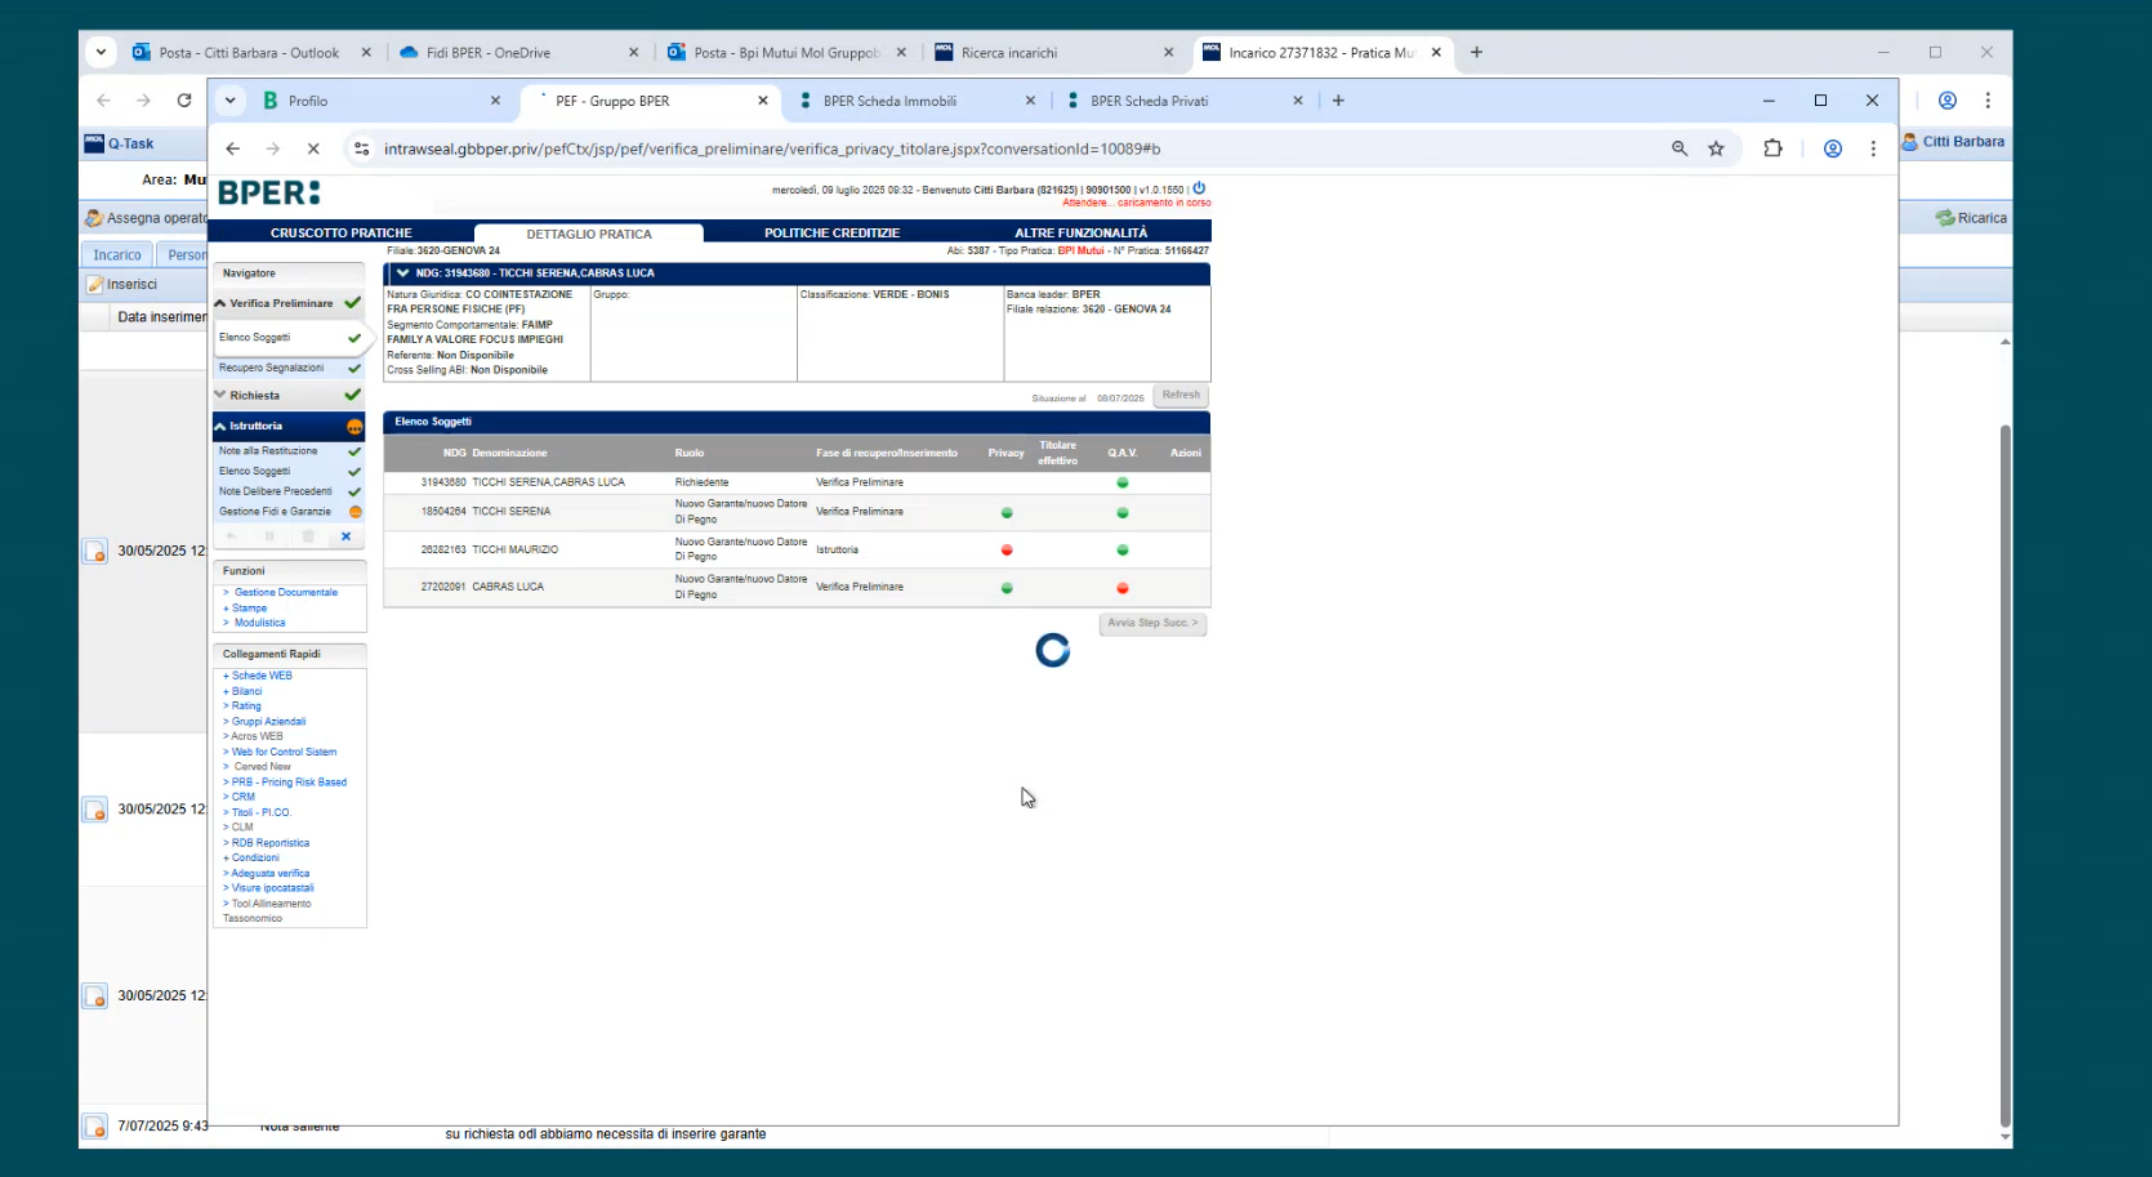 Posta - Citti Barbara - Outlook
Fidi BPER - OneDrive
Posta - Bpi Mutui Mol Gruppob
Ricerca incarichi
Incarico 27371832 - Pratica Mu
Profilo
PEF - Gruppo BPER
BPER Scheda Immobili
BPER Scheda Privati
Q-Task
intrawseal.gbbper.priv/pefCtx/jsp/pef/verifica_preliminare/verifica_privacy_titolare.jspx?conversationId=10089#b
Citti Barbara
Area: Mu
BPER:
mercoledì, 09 luglio 2025 09:32 - Benvenuto Citti Barbara (821625) | 90901500 | v1.0.1550 |
Attendere... caricamento in corso
Assegna operato
Ricarica
CRUSCOTTO PRATICHE
DETTAGLIO PRATICA
POLITICHE CREDITIZIE
ALTRE FUNZIONALITÀ
Incarico
Person
Filiale: 3620-GENOVA 24
Abi: 5387 - Tipo Pratica: BPI Mutui - N° Pratica: 51166427
Inserisci
Data inserimer
Navigatore
Verifica Preliminare
Elenco Soggetti
Recupero Segnalazioni
Richiesta
Istruttoria
Note alla Restituzione
Elenco Soggetti
Note Delibere Precedenti
Gestione Fidi e Garanzie
NDG: 31943680 - TICCHI SERENA,CABRAS LUCA
Natura Giuridica: CO COINTESTAZIONE
FRA PERSONE FISICHE (PF)
Segmento Comportamentale: FAIMP
FAMILY A VALORE FOCUS IMPIEGHI
Referente: Non Disponibile
Cross Selling ABI: Non Disponibile
Gruppo:
Classificazione: VERDE - BONIS
Banca leader: BPER
Filiale relazione: 3620 - GENOVA 24
Situazione al 08/07/2025
Refresh
Elenco Soggetti
NDG Denominazione Ruolo Fase di recupero/Inserimento Privacy Titolare effettivo Q.A.V. Azioni
31943680 TICCHI SERENA,CABRAS LUCA Richiedente Verifica Preliminare
18504264 TICCHI SERENA Nuovo Garante/nuovo Datore Di Pegno Verifica Preliminare
26282163 TICCHI MAURIZIO Nuovo Garante/nuovo Datore Di Pegno Istruttoria
27202091 CABRAS LUCA Nuovo Garante/nuovo Datore Di Pegno Verifica Preliminare
Avvia Step Succ. >
Funzioni
> Gestione Documentale
+ Stampe
> Modulistica
Collegamenti Rapidi
+ Schede WEB
+ Bilanci
> Rating
> Gruppi Aziendali
> Acros WEB
> Web for Control Sistem
> Cerved New
> PRB - Pricing Risk Based
> CRM
> Titoli - PI.CO.
> CLM
> RDB Reportistica
+ Condizioni
> Adeguata verifica
> Visure ipocatastali
> Tool Allineamento
Tassonomico
30/05/2025 12:
30/05/2025 12:
30/05/2025 12:
7/07/2025 9:43
Nota saliente
su richiesta odl abbiamo necessita di inserire garante